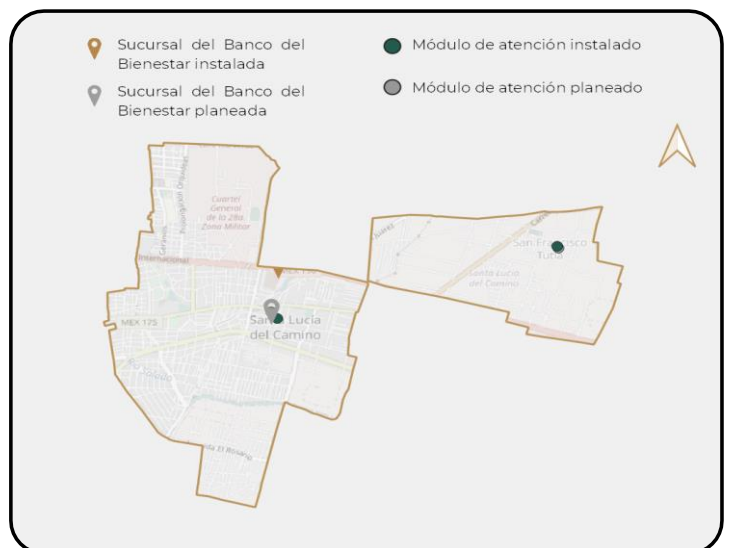 Sucursal del Banco del
Bienestar instalada
Módulo de atención instalado
Sucursal del Banco del
Bienestar planeada
Módulo de atención planeado
Cuartel
General
de la 28a.
Zona Militar
Internacional
Juárez
San Francisco
Tutla
Santa Lucía
del Camino
MEX 175
Santa Lucía
del Camino
El Rosario